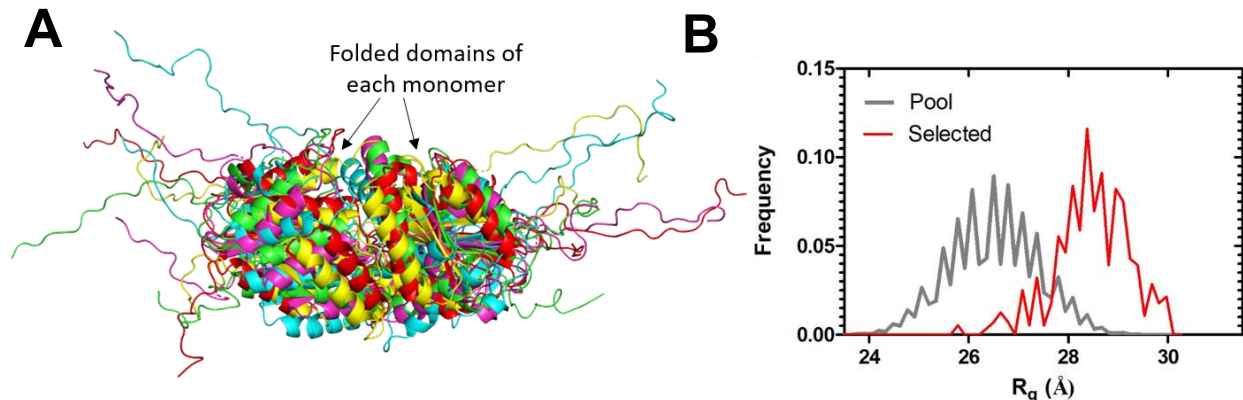 A
Folded domains of
each monomer
B
0.15
Pool
Selected
0.10
Frequency
0.05
0.00
24
26
28
30
Rg (Å)